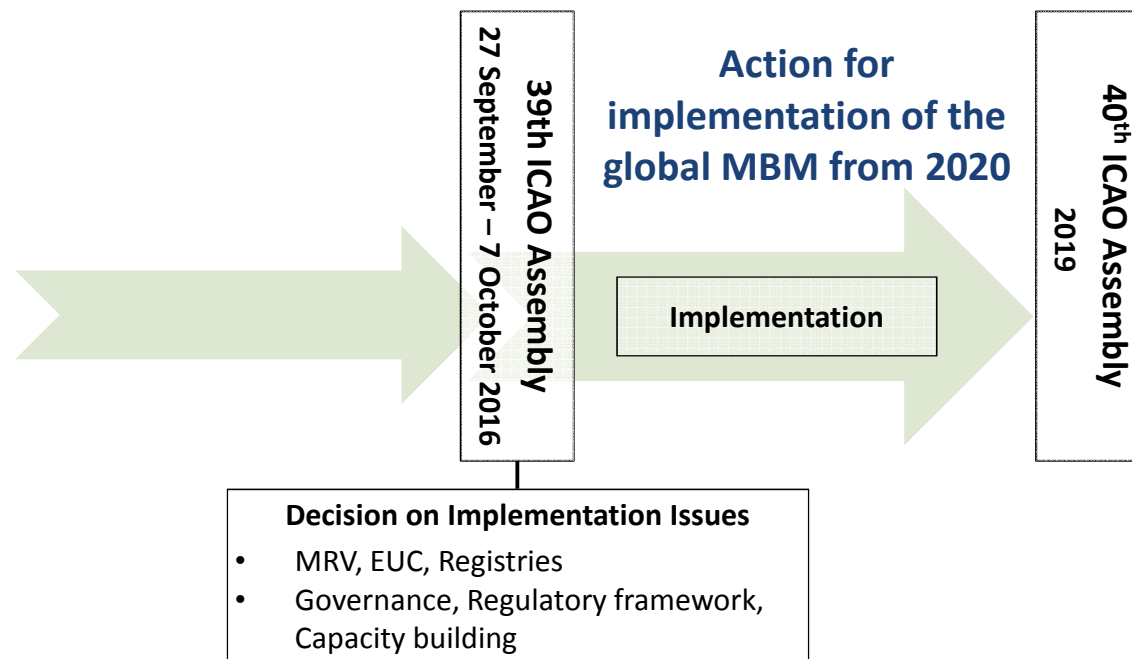 39th ICAO Assembly
27 September – 7 October 2016
Action for
implementation of the
global MBM from 2020
Implementation
40th ICAO Assembly
2019
Decision on Implementation Issues
• MRV, EUC, Registries
• Governance, Regulatory framework,
Capacity building